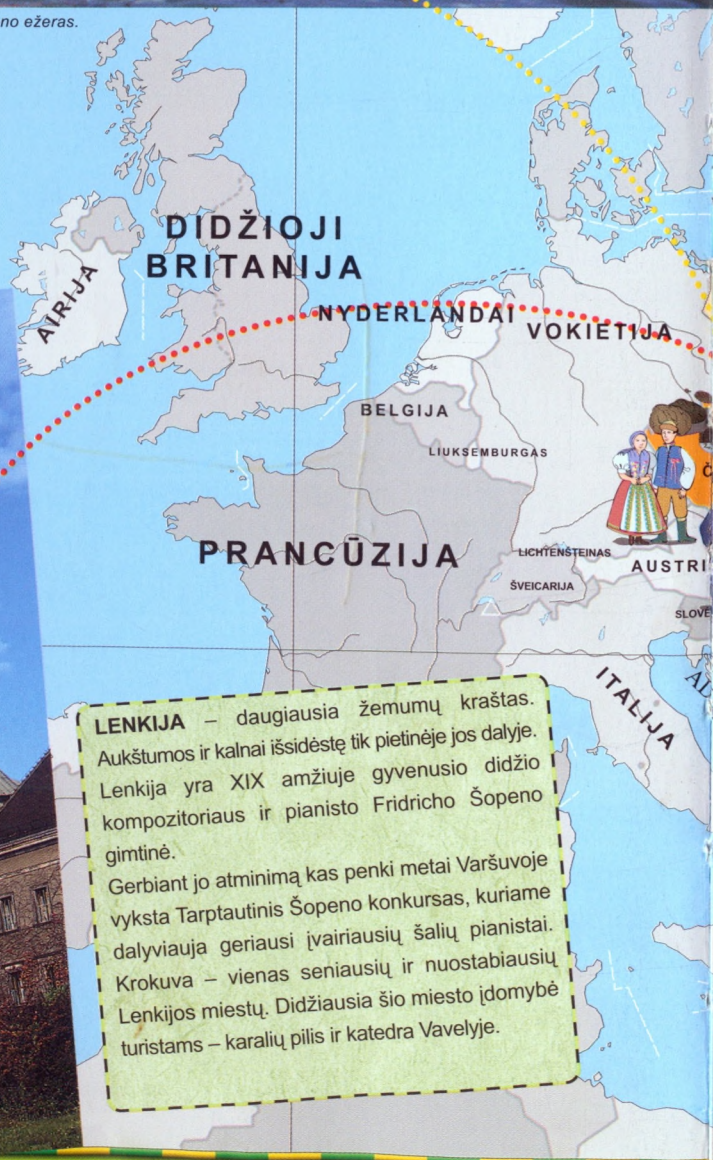 no ežeras.
DIDŽIOJI
BRITANIJA
AIRIJA
NYDERLANDAI
VOKIETIJA
BELGIJA
LIUKSEMBURGAS
PRANCŪZIJA
LICHTENŠTEINAS
AUSTRI
ŠVEICARIJA
SLOVĖ
ITALIJA
LENKIJA – daugiausia žemumų kraštas.
Aukštumos ir kalnai išsidėstę tik pietinėje jos dalyje.
Lenkija yra XIX amžiuje gyvenusio didžio
kompozitoriaus ir pianisto Fridricho Šopeno
gimtinė.
Gerbiant jo atminimą kas penki metai Varšuvoje
vyksta Tarptautinis Šopeno konkursas, kuriame
dalyvauja geriausi įvairiausių šalių pianistai.
Krokuva – vienas seniausių ir nuostabiausių
Lenkijos miestų. Didžiausia šio miesto įdomybė
turistams – karalių pilis ir katedra Vavelyje.